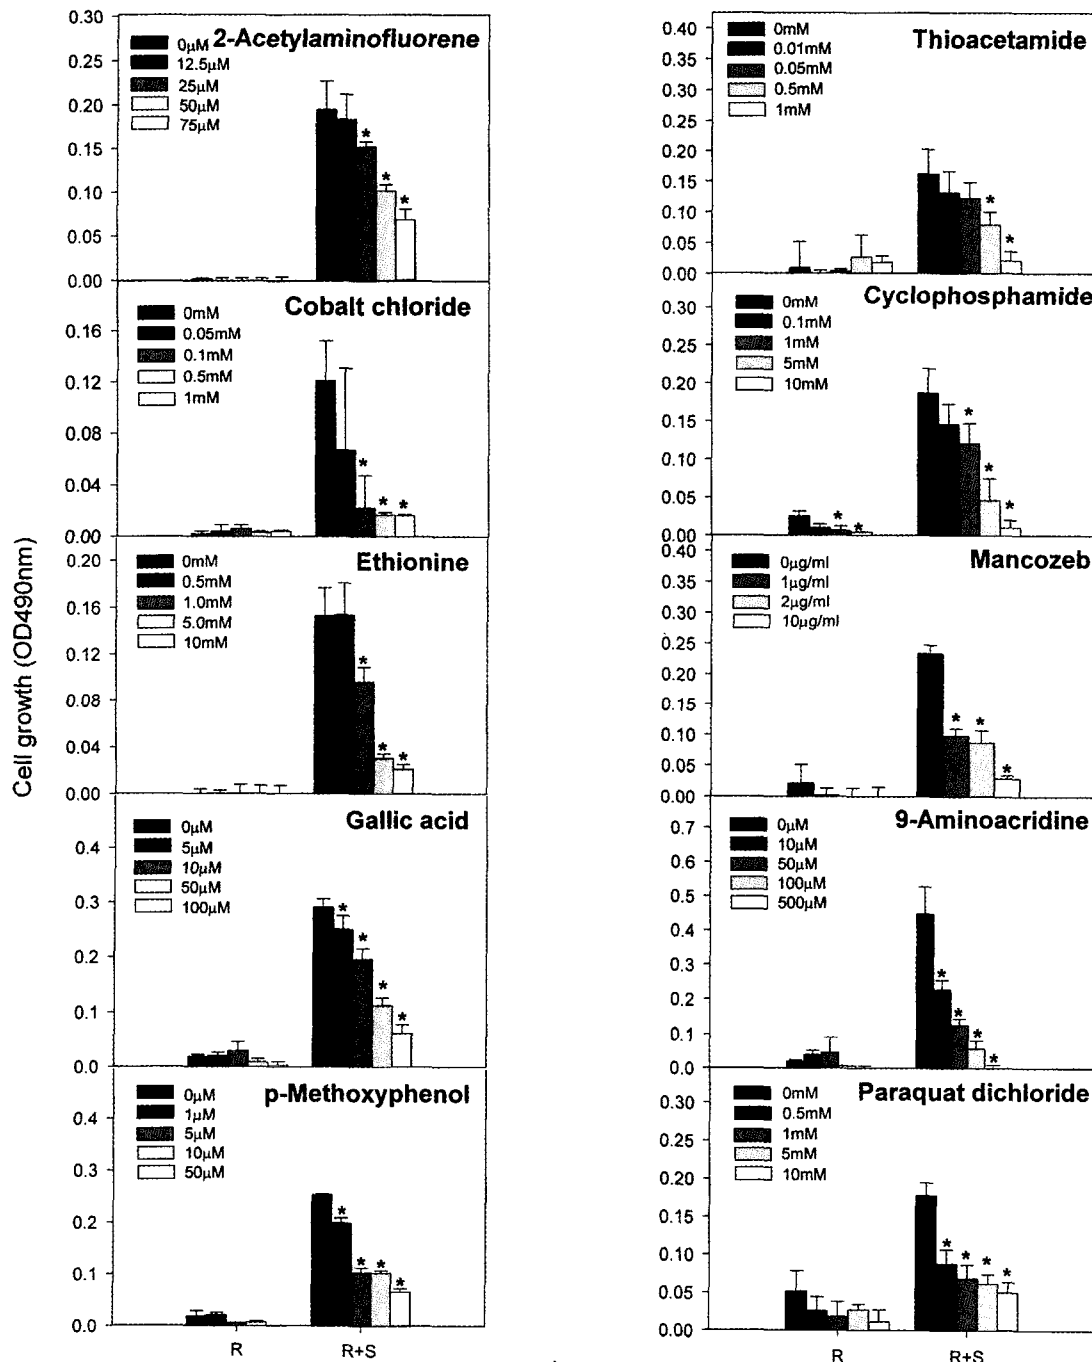 Cell growth (OD490nm)
2-Acetylaminofluorene
0µM
12.5µM
25µM
50µM
75µM
0.30
0.25
0.20
0.15
0.10
0.05
0.00
* * *
Cobalt chloride
0mM
0.05mM
0.1mM
0.5mM
1mM
0.16
0.12
0.08
0.04
0.00
* * *
Ethionine
0mM
0.5mM
1.0mM
5.0mM
10mM
0.20
0.16
0.12
0.08
0.04
0.00
* * *
Gallic acid
0µM
5µM
10µM
50µM
100µM
0.4
0.3
0.2
0.1
0.0
* * * *
p-Methoxyphenol
0µM
1µM
5µM
10µM
50µM
0.4
0.3
0.2
0.1
0.0
* * * *
R R+S
Thioacetamide
0mM
0.01mM
0.05mM
0.5mM
1mM
0.40
0.35
0.30
0.25
0.20
0.15
0.10
0.05
0.00
* *
Cyclophosphamide
0mM
0.1mM
1mM
5mM
10mM
0.30
0.25
0.20
0.15
0.10
0.05
0.00
* * * * *
Mancozeb
0µg/ml
1µg/ml
2µg/ml
10µg/ml
0.40
0.35
0.30
0.25
0.20
0.15
0.10
0.05
0.00
* * *
9-Aminoacridine
0µM
10µM
50µM
100µM
500µM
0.7
0.6
0.5
0.4
0.3
0.2
0.1
0.0
* * * *
Paraquat dichloride
0mM
0.5mM
1mM
5mM
10mM
0.30
0.25
0.20
0.15
0.10
0.05
0.00
* * * *
R R+S